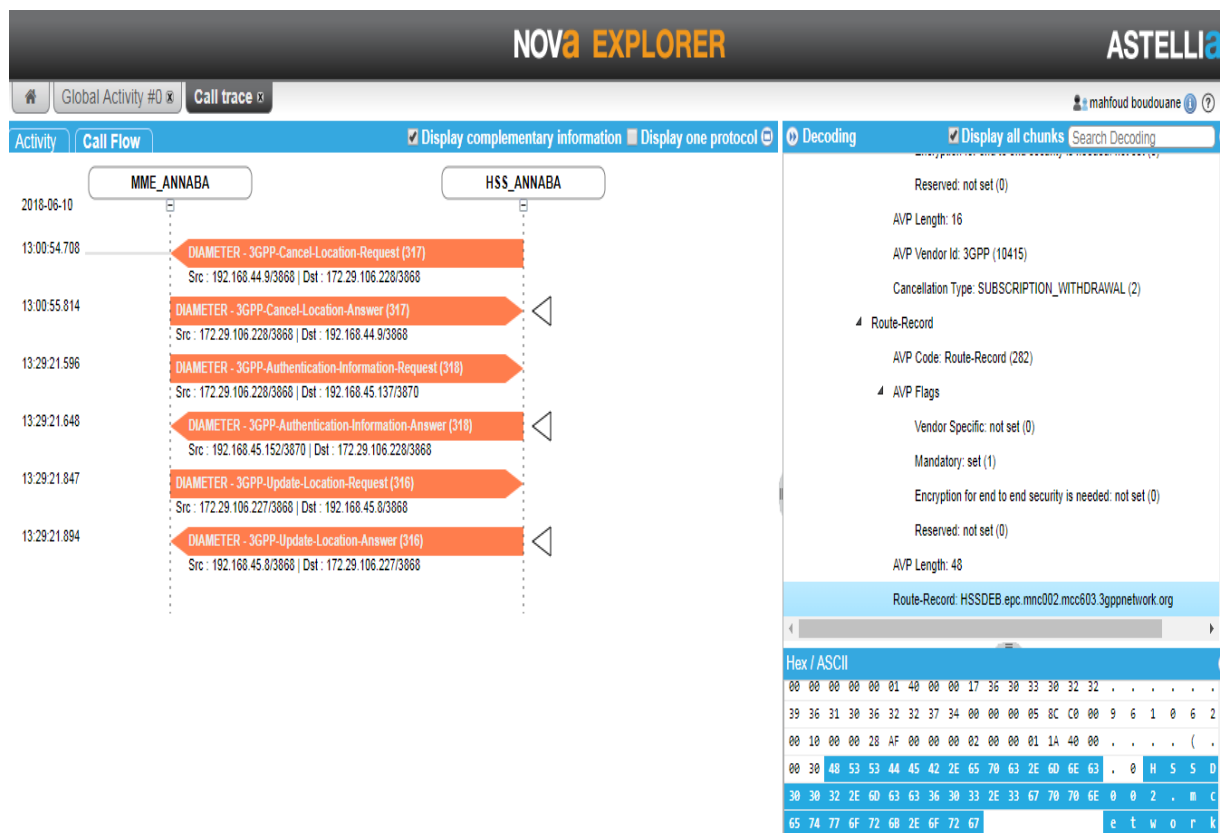 NOVa EXPLORER
ASTELLIa
Global Activity #0
Call trace
mahfoud boudouane
Activity
Call Flow
Display complementary information
Display one protocol
MME_ANNABA
HSS_ANNABA
2018-06-10
13:00:54.708
DIAMETER - 3GPP-Cancel-Location-Request (317)
Src : 192.168.44.9/3868 | Dst : 172.29.106.228/3868
13:00:55.814
DIAMETER - 3GPP-Cancel-Location-Answer (317)
Src : 172.29.106.228/3868 | Dst : 192.168.44.9/3868
13:29:21.596
DIAMETER - 3GPP-Authentication-Information-Request (318)
Src : 172.29.106.228/3868 | Dst : 192.168.45.137/3870
13:29:21.648
DIAMETER - 3GPP-Authentication-Information-Answer (318)
Src : 192.168.45.152/3870 | Dst : 172.29.106.228/3868
13:29:21.847
DIAMETER - 3GPP-Update-Location-Request (316)
Src : 172.29.106.227/3868 | Dst : 192.168.45.8/3868
13:29:21.894
DIAMETER - 3GPP-Update-Location-Answer (316)
Src : 192.168.45.8/3868 | Dst : 172.29.106.227/3868
Decoding
Display all chunks
Search Decoding
Reserved: not set (0)
AVP Length: 16
AVP Vendor Id: 3GPP (10415)
Cancellation Type: SUBSCRIPTION_WITHDRAWAL (2)
Route-Record
AVP Code: Route-Record (282)
AVP Flags
Vendor Specific: not set (0)
Mandatory: set (1)
Encryption for end to end security is needed: not set (0)
Reserved: not set (0)
AVP Length: 48
Route-Record: HSSDEB.epc.mnc002.mcc603.3gppnetwork.org
Hex / ASCII
00 00 00 00 00 01 40 00 00 17 36 30 33 30 32 32 . . . . . .
39 36 31 30 36 32 32 37 34 00 00 00 05 8C C0 00 9 6 1 0 6 2
00 10 00 00 28 AF 00 00 00 02 00 00 01 1A 40 00 . . . . ( .
00 30 48 53 53 44 45 42 2E 65 70 63 2E 6D 6E 63 . 0 H S S D
30 30 32 2E 6D 63 63 36 30 33 2E 33 67 70 70 6E 0 0 2 . m c
65 74 77 6F 72 6B 2E 6F 72 67 e t w o r k